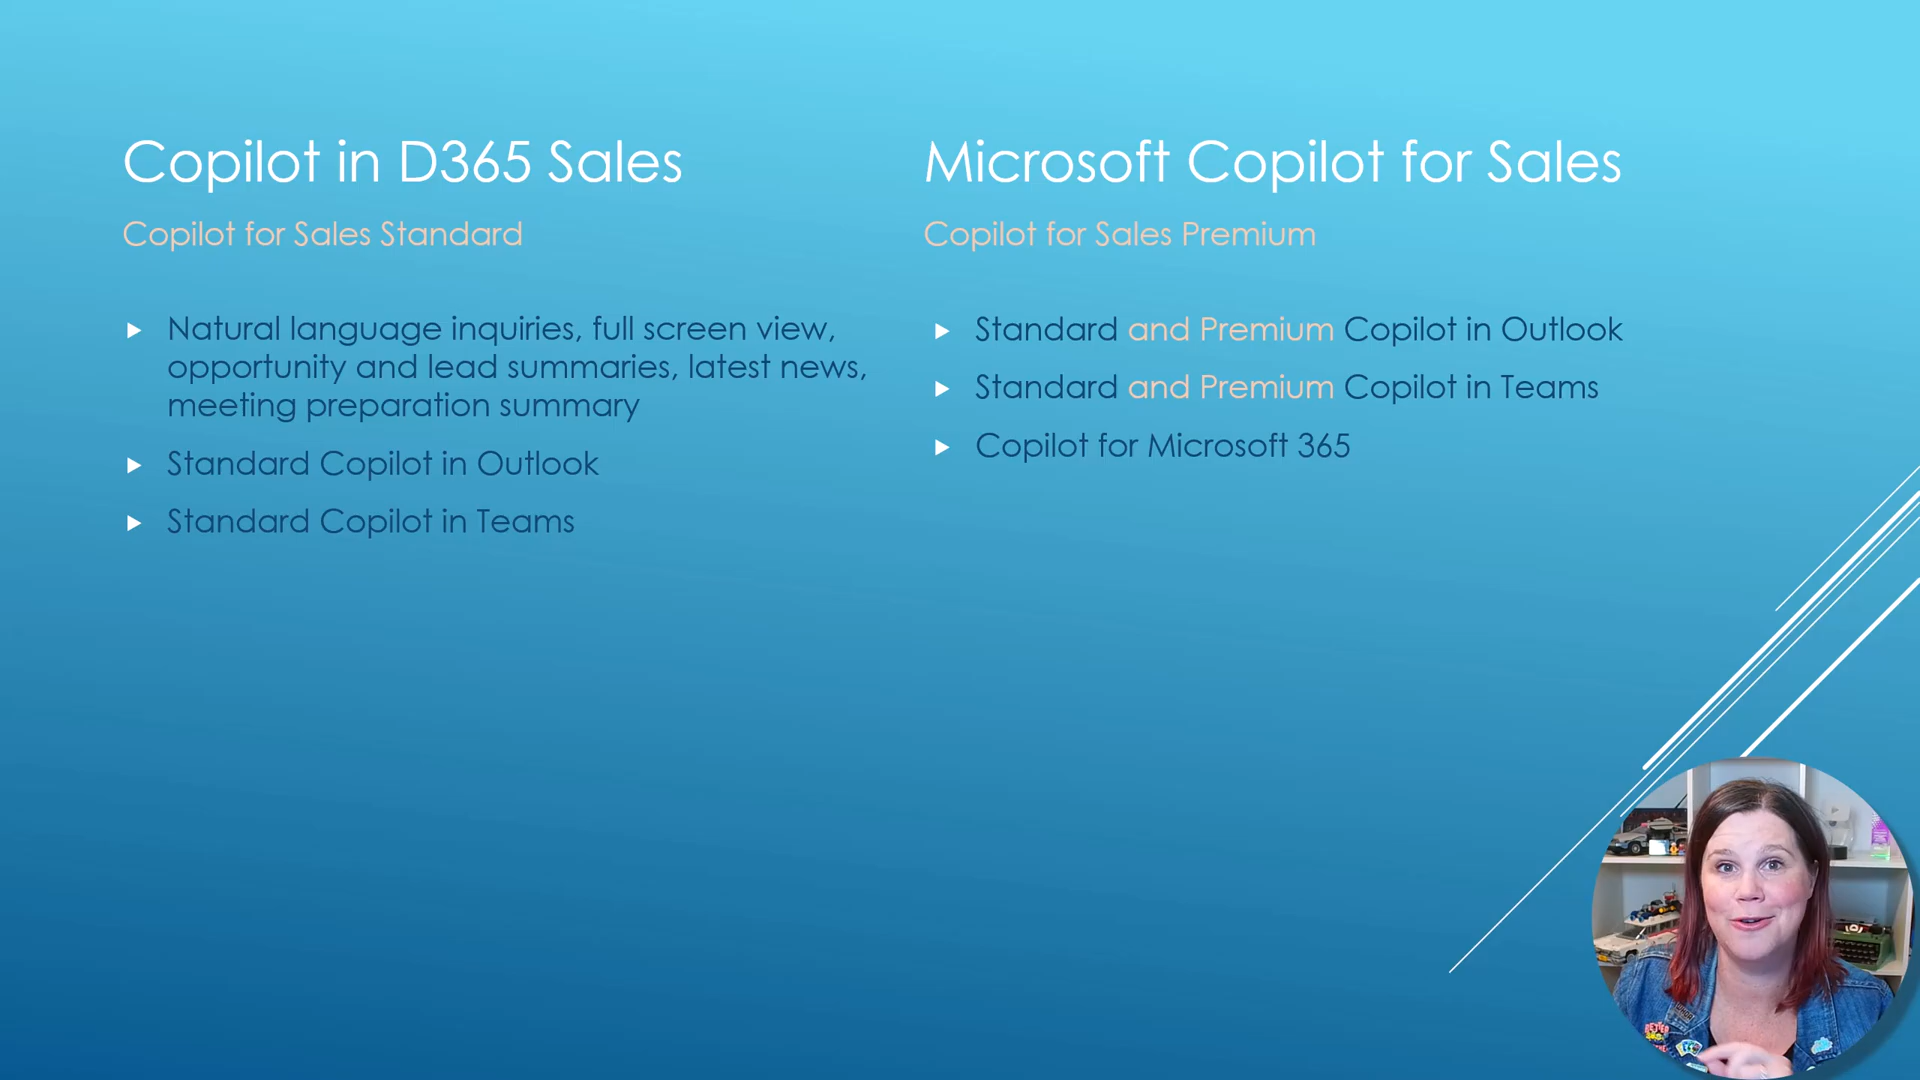 Copilot in D365 Sales
Copilot for Sales Standard
Natural language inquiries, full screen view,
opportunity and lead summaries, latest news,
meeting preparation summary
Standard Copilot in Outlook
Standard Copilot in Teams
Microsoft Copilot for Sales
Copilot for Sales Premium
Standard and Premium Copilot in Outlook
Standard and Premium Copilot in Teams
Copilot for Microsoft 365